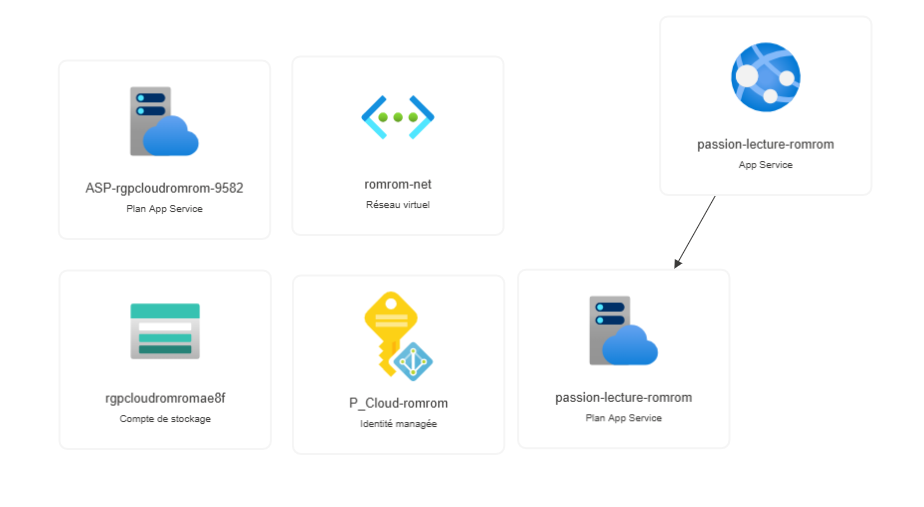 passion-lecture-romrom
App Service
ASP-rgpcloudromrom-9582
Plan App Service
romrom-net
Réseau virtuel
rgpcloudromromae8f
Compte de stockage
P_Cloud-romrom
Identité managée
passion-lecture-romrom
Plan App Service